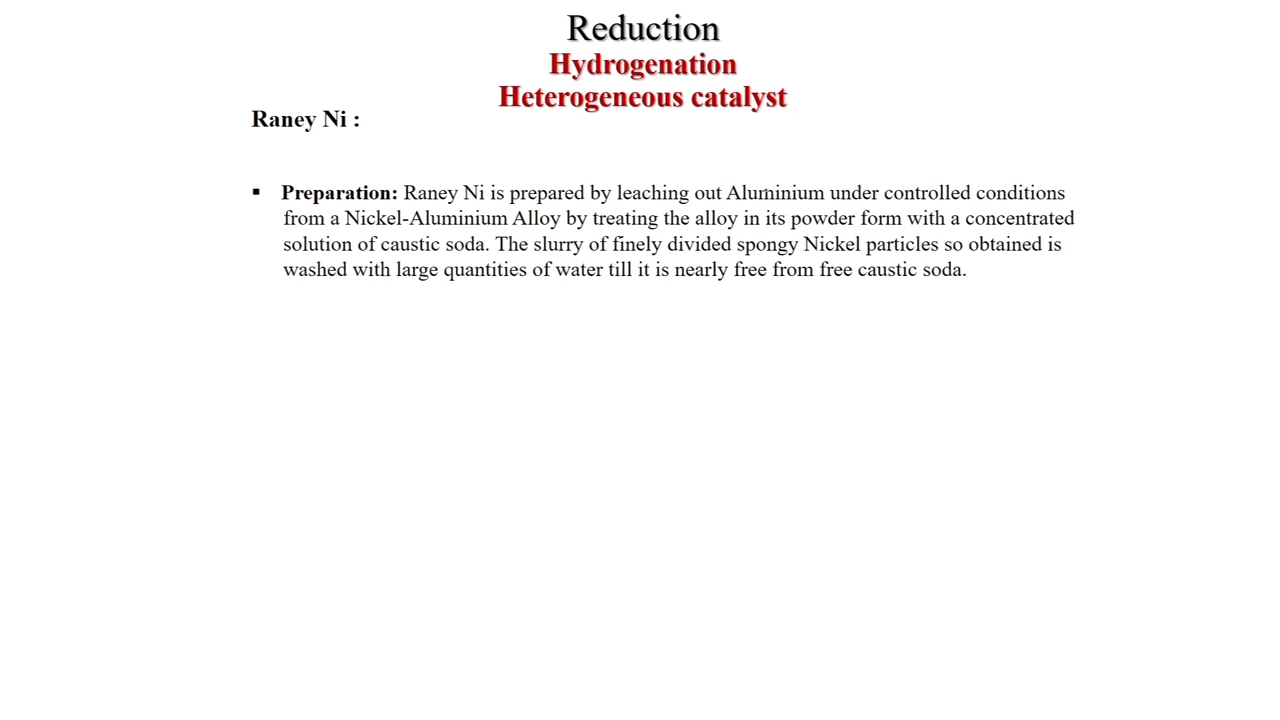 Reduction
Hydrogenation
Heterogeneous catalyst
Raney Ni :
▪ Preparation: Raney Ni is prepared by leaching out Aluminium under controlled conditions
from a Nickel-Aluminium Alloy by treating the alloy in its powder form with a concentrated
solution of caustic soda. The slurry of finely divided spongy Nickel particles so obtained is
washed with large quantities of water till it is nearly free from free caustic soda.